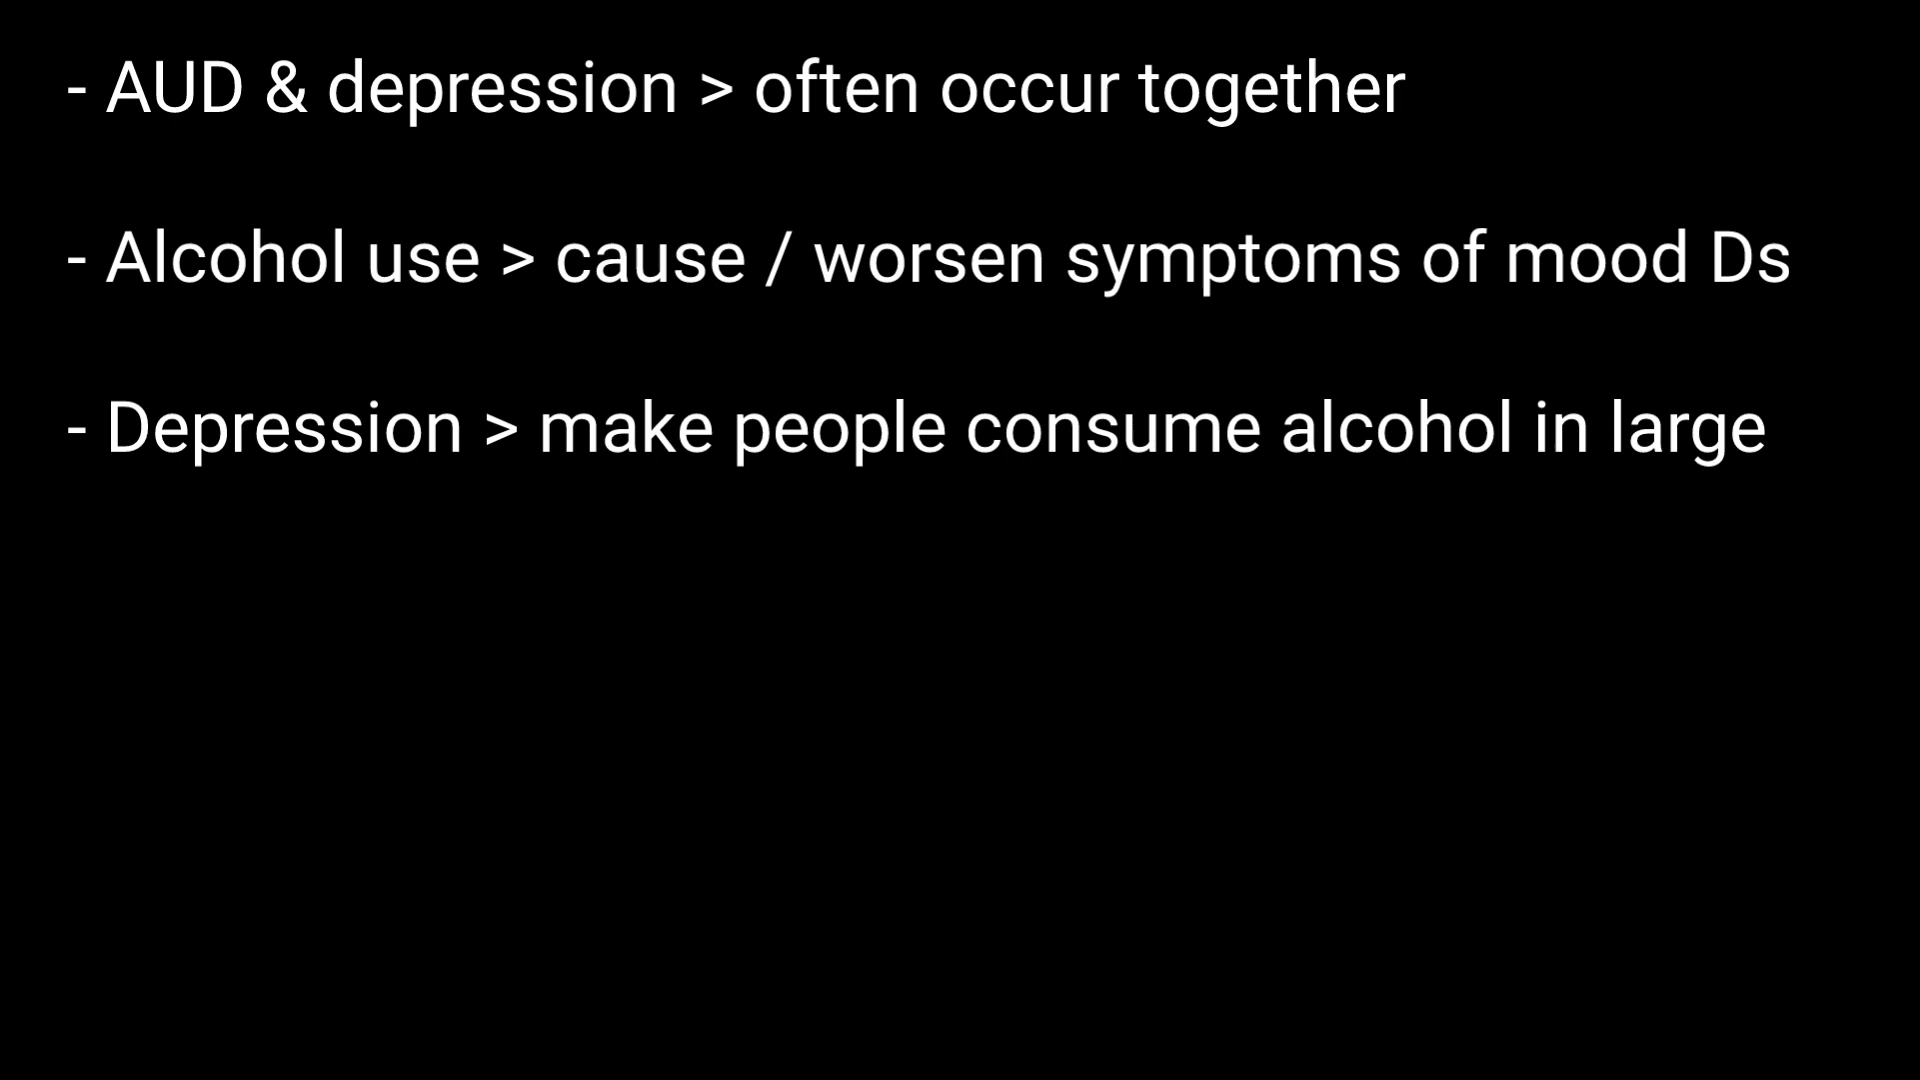 - AUD & depression > often occur together
- Alcohol use > cause / worsen symptoms of mood Ds
- Depression > make people consume alcohol in large